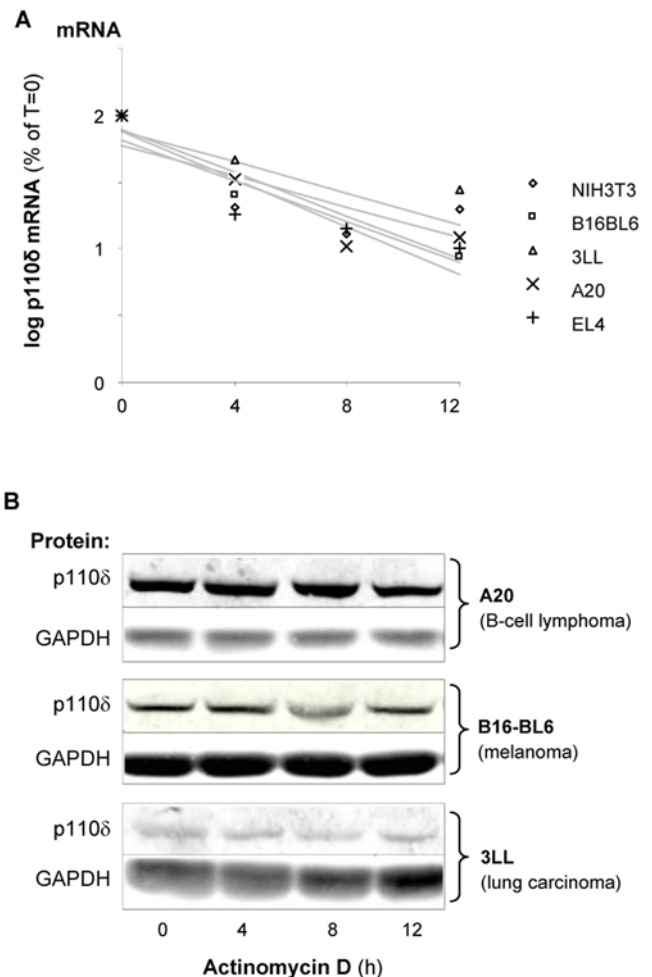 A
mRNA
log p110δ mRNA (% of T=0)
2
1
0
0 4 8 12
NIH3T3
B16BL6
3LL
A20
EL4
B
Protein:
p110δ
GAPDH
A20
(B-cell lymphoma)
p110δ
GAPDH
B16-BL6
(melanoma)
p110δ
GAPDH
3LL
(lung carcinoma)
0 4 8 12
Actinomycin D (h)